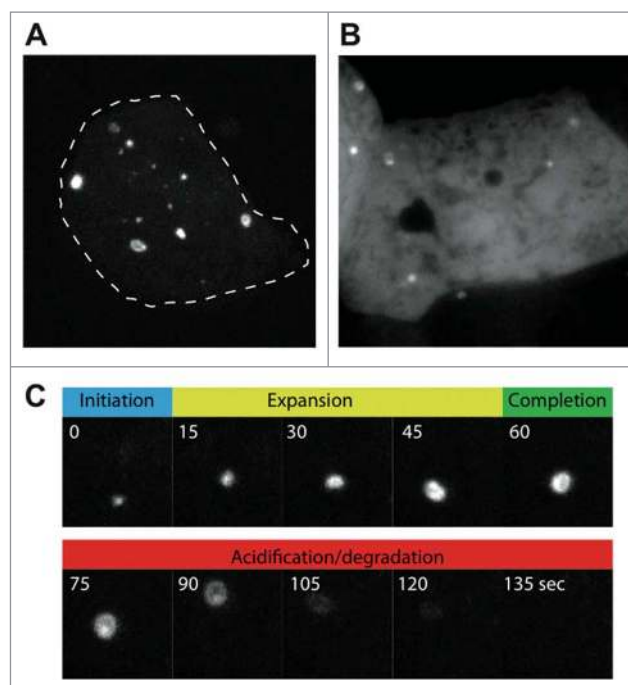 A
B
C
Initiation
Expansion
Completion
0
15
30
45
60
Acidification/degradation
75
90
105
120
135 sec